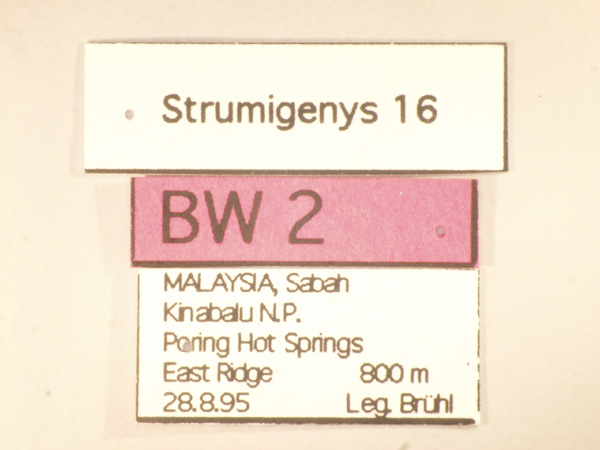 Strumigenys 16
BW 2
MALAYSIA, Sabah
Kinabalu N.P.
Poring Hot Springs
East Ridge 800 m
28.8.95 Leg. Brühl